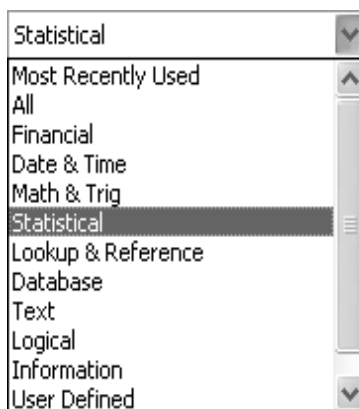 Statistical
Most Recently Used
All
Financial
Date & Time
Math & Trig
Statistical
Lookup & Reference
Database
Text
Logical
Information
User Defined